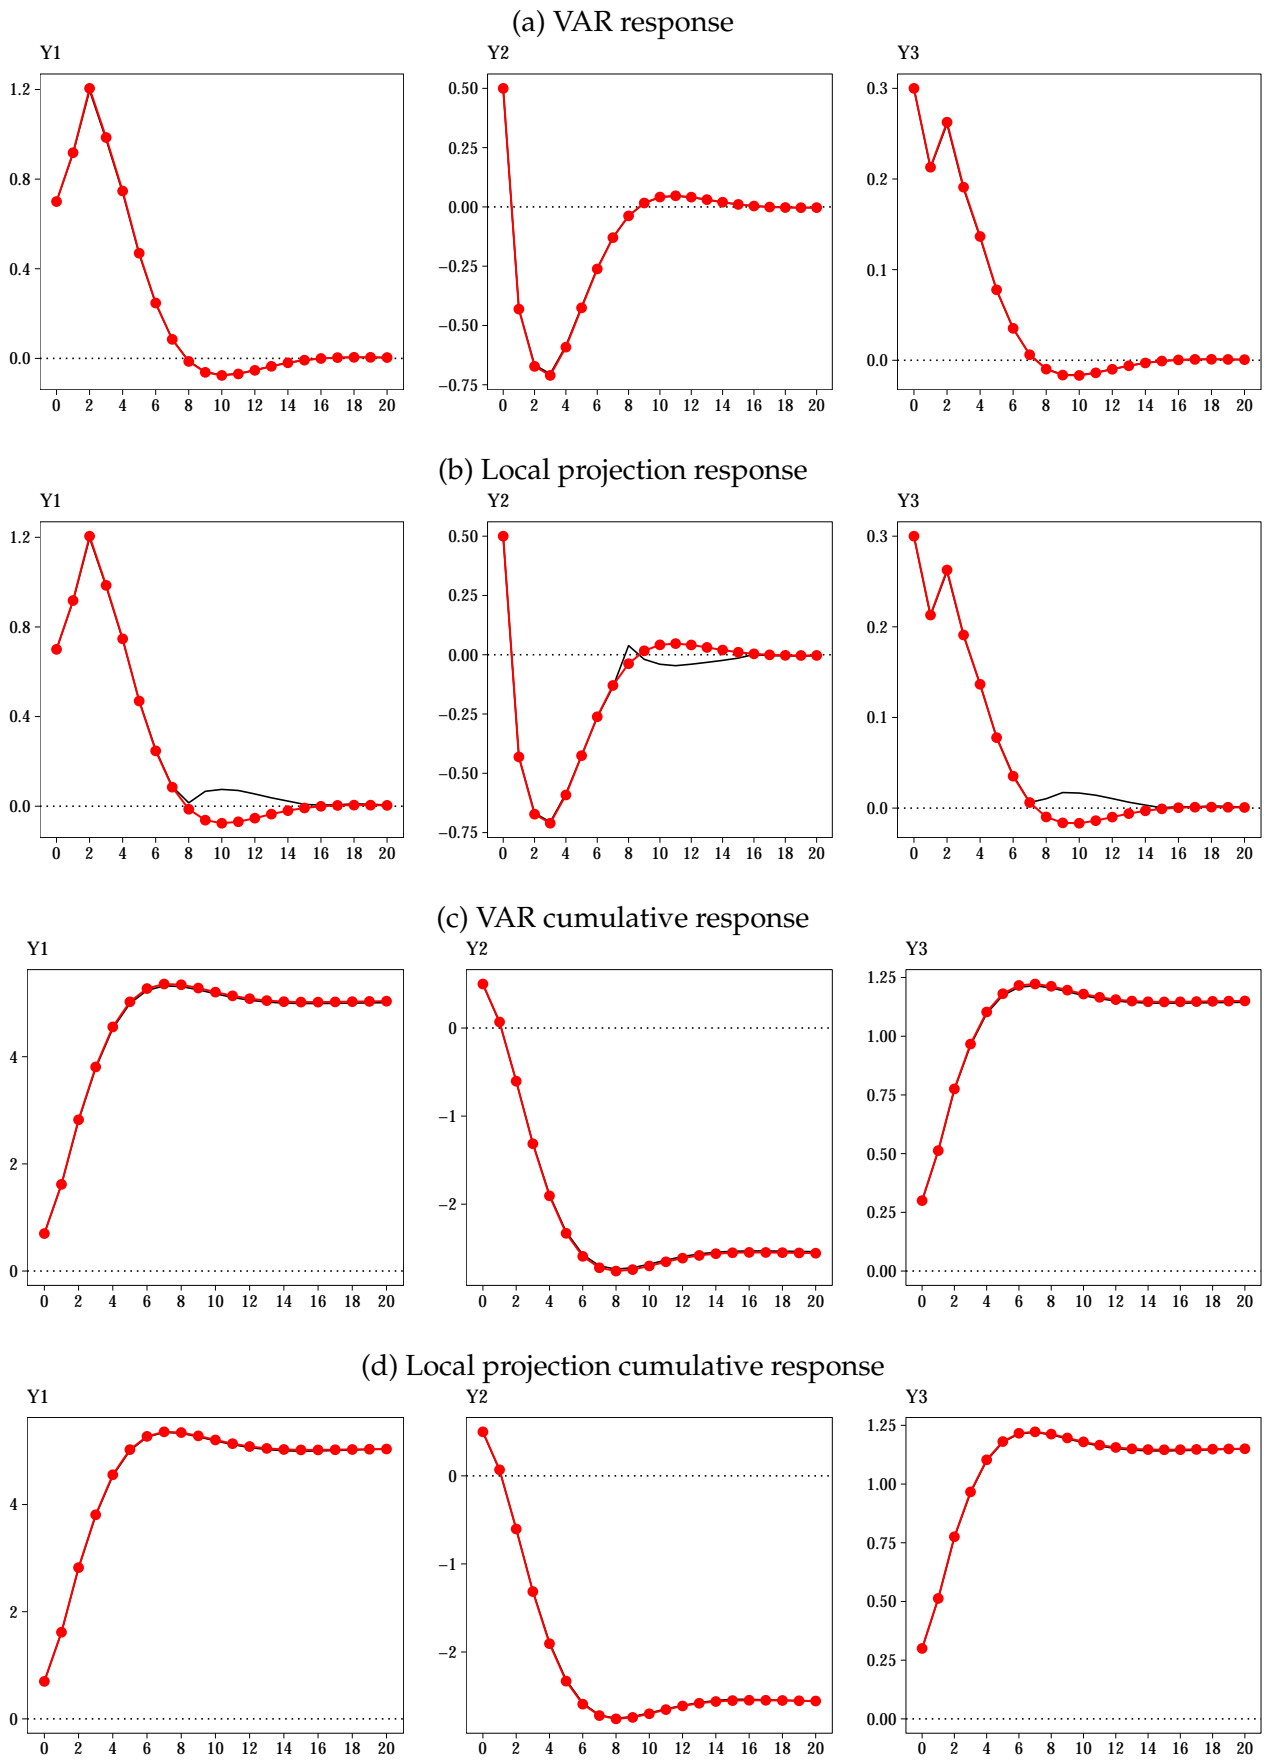 (a) VAR response
Y1 Y2 Y3
1.2 0.8 0.4 0.0
0 2 4 6 8 10 12 14 16 18 20
0.50 0.25 0.00 −0.25 −0.50 −0.75
0 2 4 6 8 10 12 14 16 18 20
0.3 0.2 0.1 0.0
0 2 4 6 8 10 12 14 16 18 20
(b) Local projection response
Y1 Y2 Y3
1.2 0.8 0.4 0.0
0 2 4 6 8 10 12 14 16 18 20
0.50 0.25 0.00 −0.25 −0.50 −0.75
0 2 4 6 8 10 12 14 16 18 20
0.3 0.2 0.1 0.0
0 2 4 6 8 10 12 14 16 18 20
(c) VAR cumulative response
Y1 Y2 Y3
4 2 0
0 2 4 6 8 10 12 14 16 18 20
0 −1 −2
0 2 4 6 8 10 12 14 16 18 20
1.25 1.00 0.75 0.50 0.25 0.00
0 2 4 6 8 10 12 14 16 18 20
(d) Local projection cumulative response
Y1 Y2 Y3
4 2 0
0 2 4 6 8 10 12 14 16 18 20
0 −1 −2
0 2 4 6 8 10 12 14 16 18 20
1.25 1.00 0.75 0.50 0.25 0.00
0 2 4 6 8 10 12 14 16 18 20